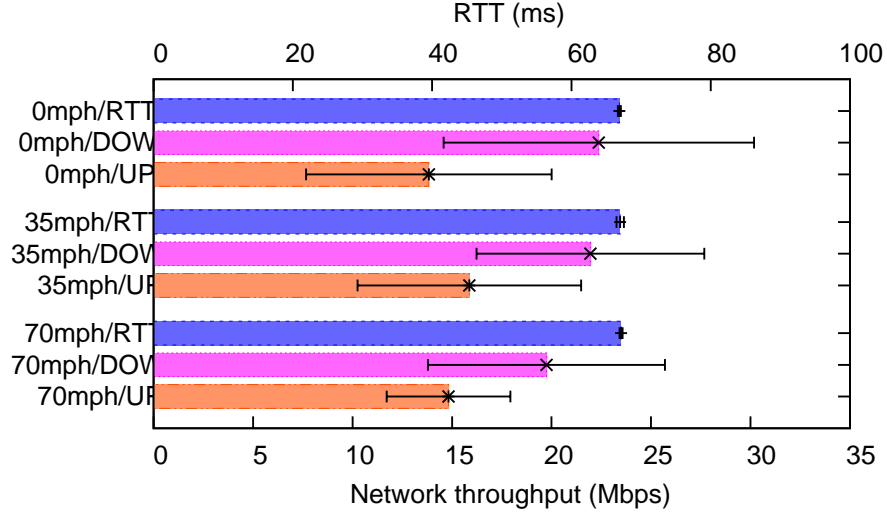 RTT (ms)
0 20 40 60 80 100
0mph/RTT
0mph/DOW
0mph/UP
35mph/RTT
35mph/DOW
35mph/UP
70mph/RTT
70mph/DOW
70mph/UP
0 5 10 15 20 25 30 35
Network throughput (Mbps)